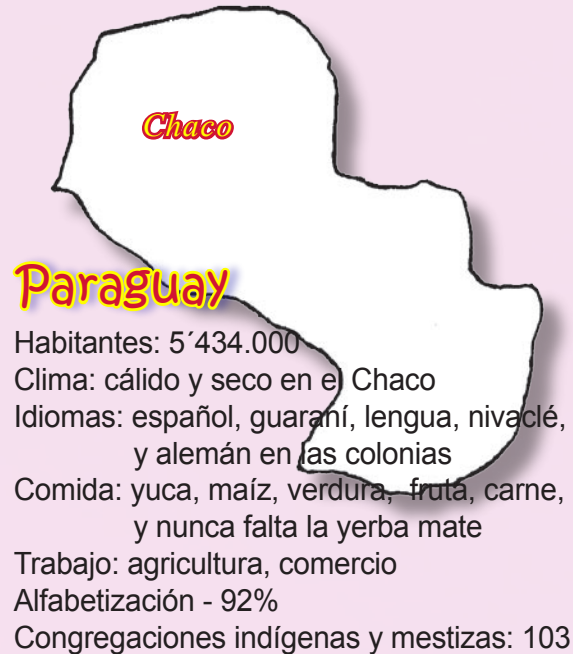 Chaco
Paraguay
Habitantes: 5´434.000
Clima: cálido y seco en el Chaco
Idiomas: español, guaraní, lengua, nivaclé,
y alemán en las colonias
Comida: yuca, maíz, verdura, fruta, carne,
y nunca falta la yerba mate
Trabajo: agricultura, comercio
Alfabetización - 92%
Congregaciones indígenas y mestizas: 103